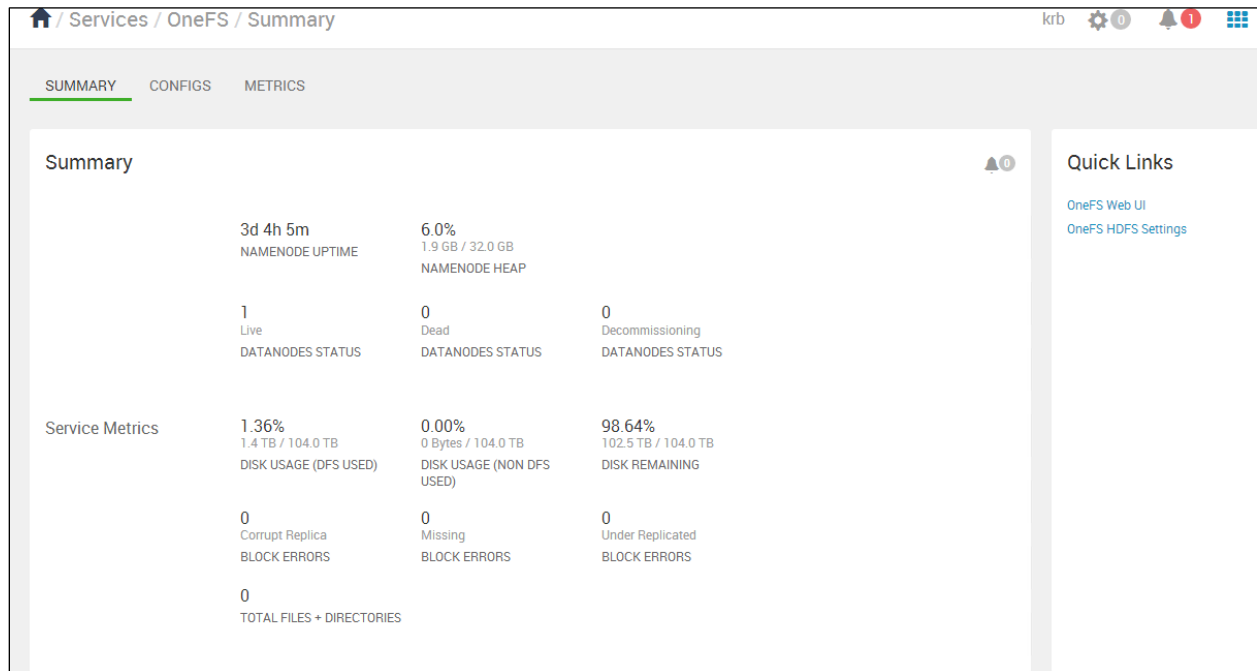 / Services / OneFS / Summary
krb 0 1
SUMMARY CONFIGS METRICS
Summary
0
Quick Links
OneFS Web UI
OneFS HDFS Settings
3d 4h 5m
NAMENODE UPTIME
6.0%
1.9 GB / 32.0 GB
NAMENODE HEAP
1
Live
DATANODES STATUS
0
Dead
DATANODES STATUS
0
Decommissioning
DATANODES STATUS
Service Metrics
1.36%
1.4 TB / 104.0 TB
DISK USAGE (DFS USED)
0.00%
0 Bytes / 104.0 TB
DISK USAGE (NON DFS
USED)
98.64%
102.5 TB / 104.0 TB
DISK REMAINING
0
Corrupt Replica
BLOCK ERRORS
0
Missing
BLOCK ERRORS
0
Under Replicated
BLOCK ERRORS
0
TOTAL FILES + DIRECTORIES